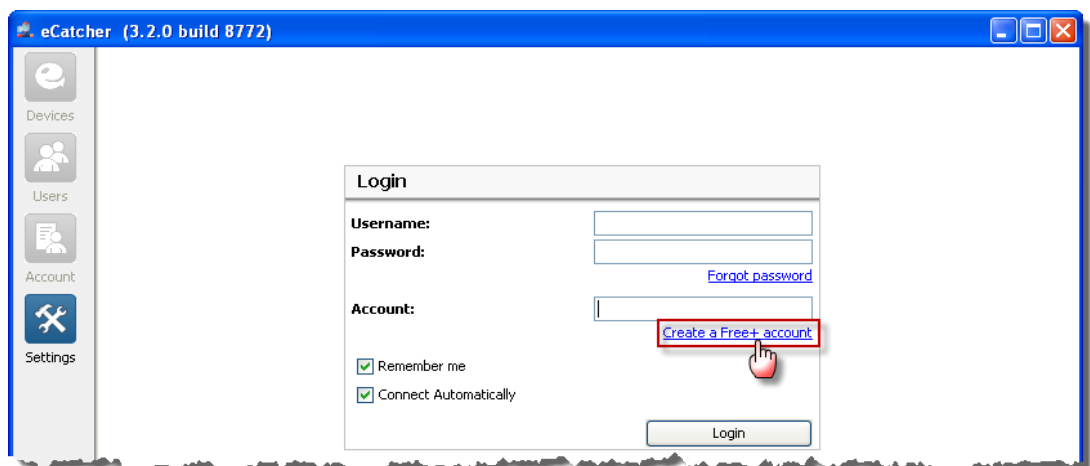 eCatcher (3.2.0 build 8772)
Devices
Users
Account
Settings
Login
Username:
Password:
Forgot password
Account:
Create a Free+ account
Remember me
Connect Automatically
Login